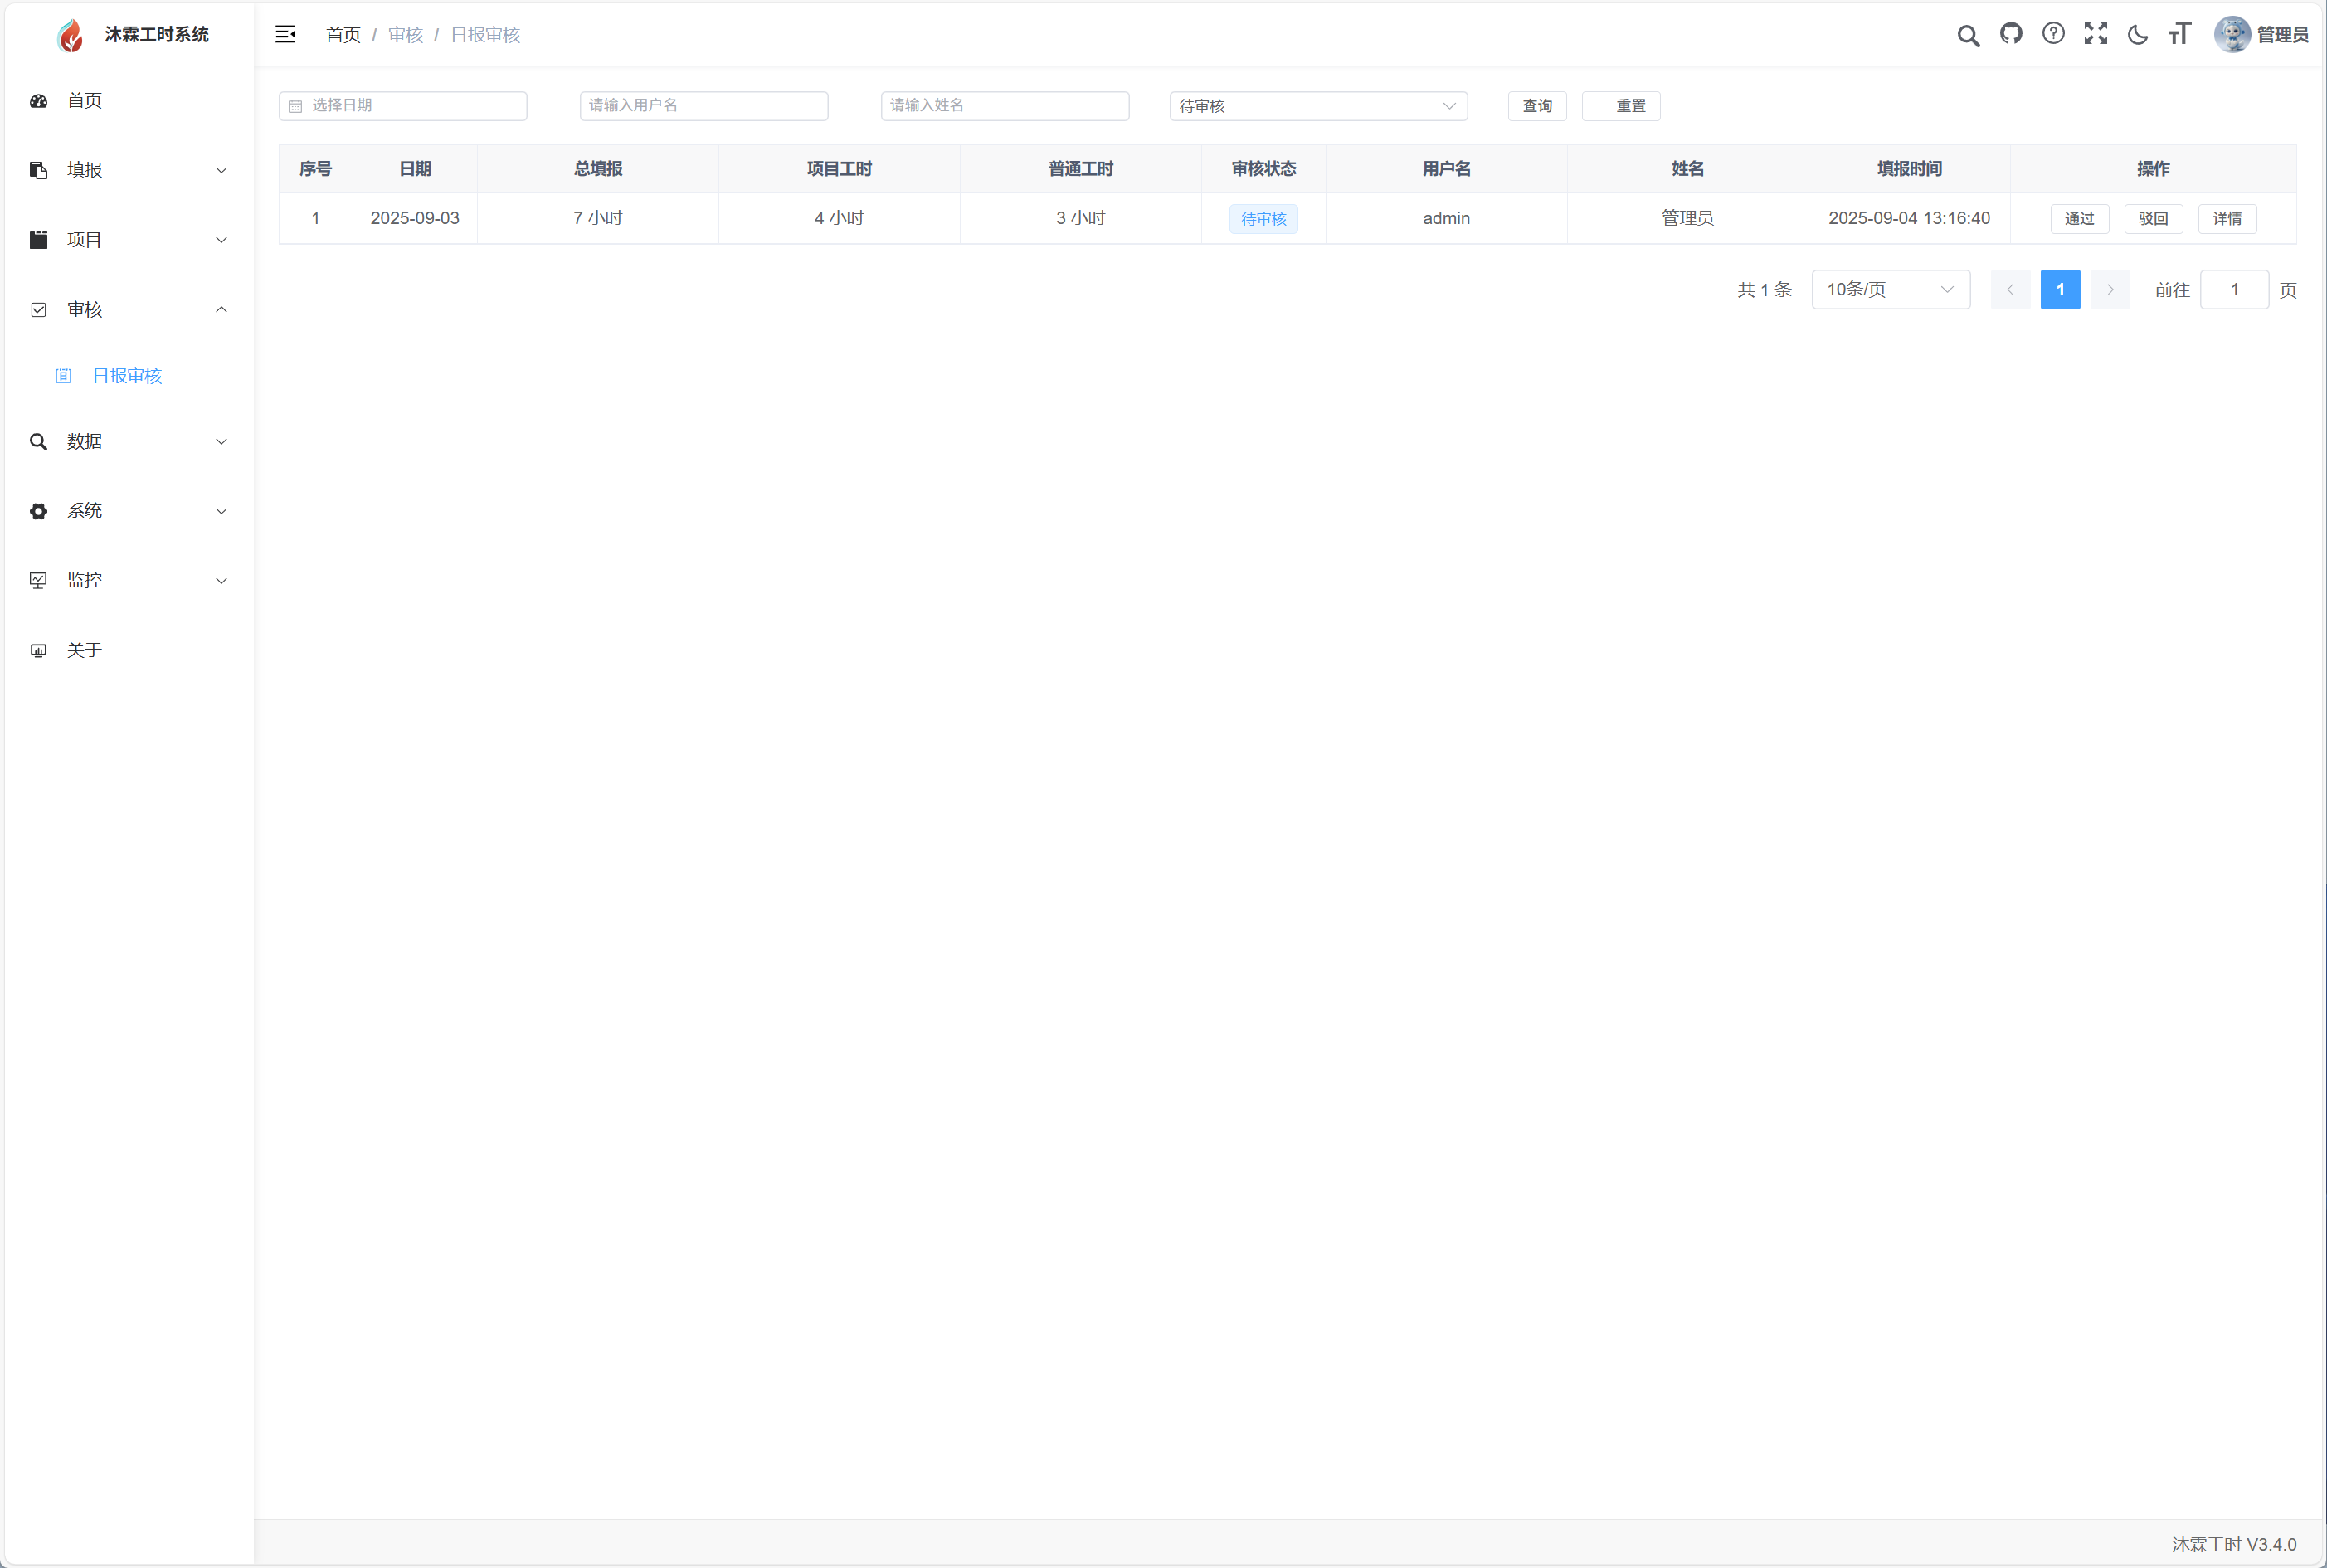 沐霖工时系统
首页 / 审核 / 日报审核
管理员
首页
填报
项目
审核
日报审核
数据
系统
监控
关于
选择日期 请输入用户名 请输入姓名 待审核 查询 重置
序号 日期 总填报 项目工时 普通工时 审核状态 用户名 姓名 填报时间 操作
1 2025-09-03 7 小时 4 小时 3 小时 待审核 admin 管理员 2025-09-04 13:16:40 通过 驳回 详情
共 1 条 10条/页 1 前往 1 页
沐霖工时 V3.4.0